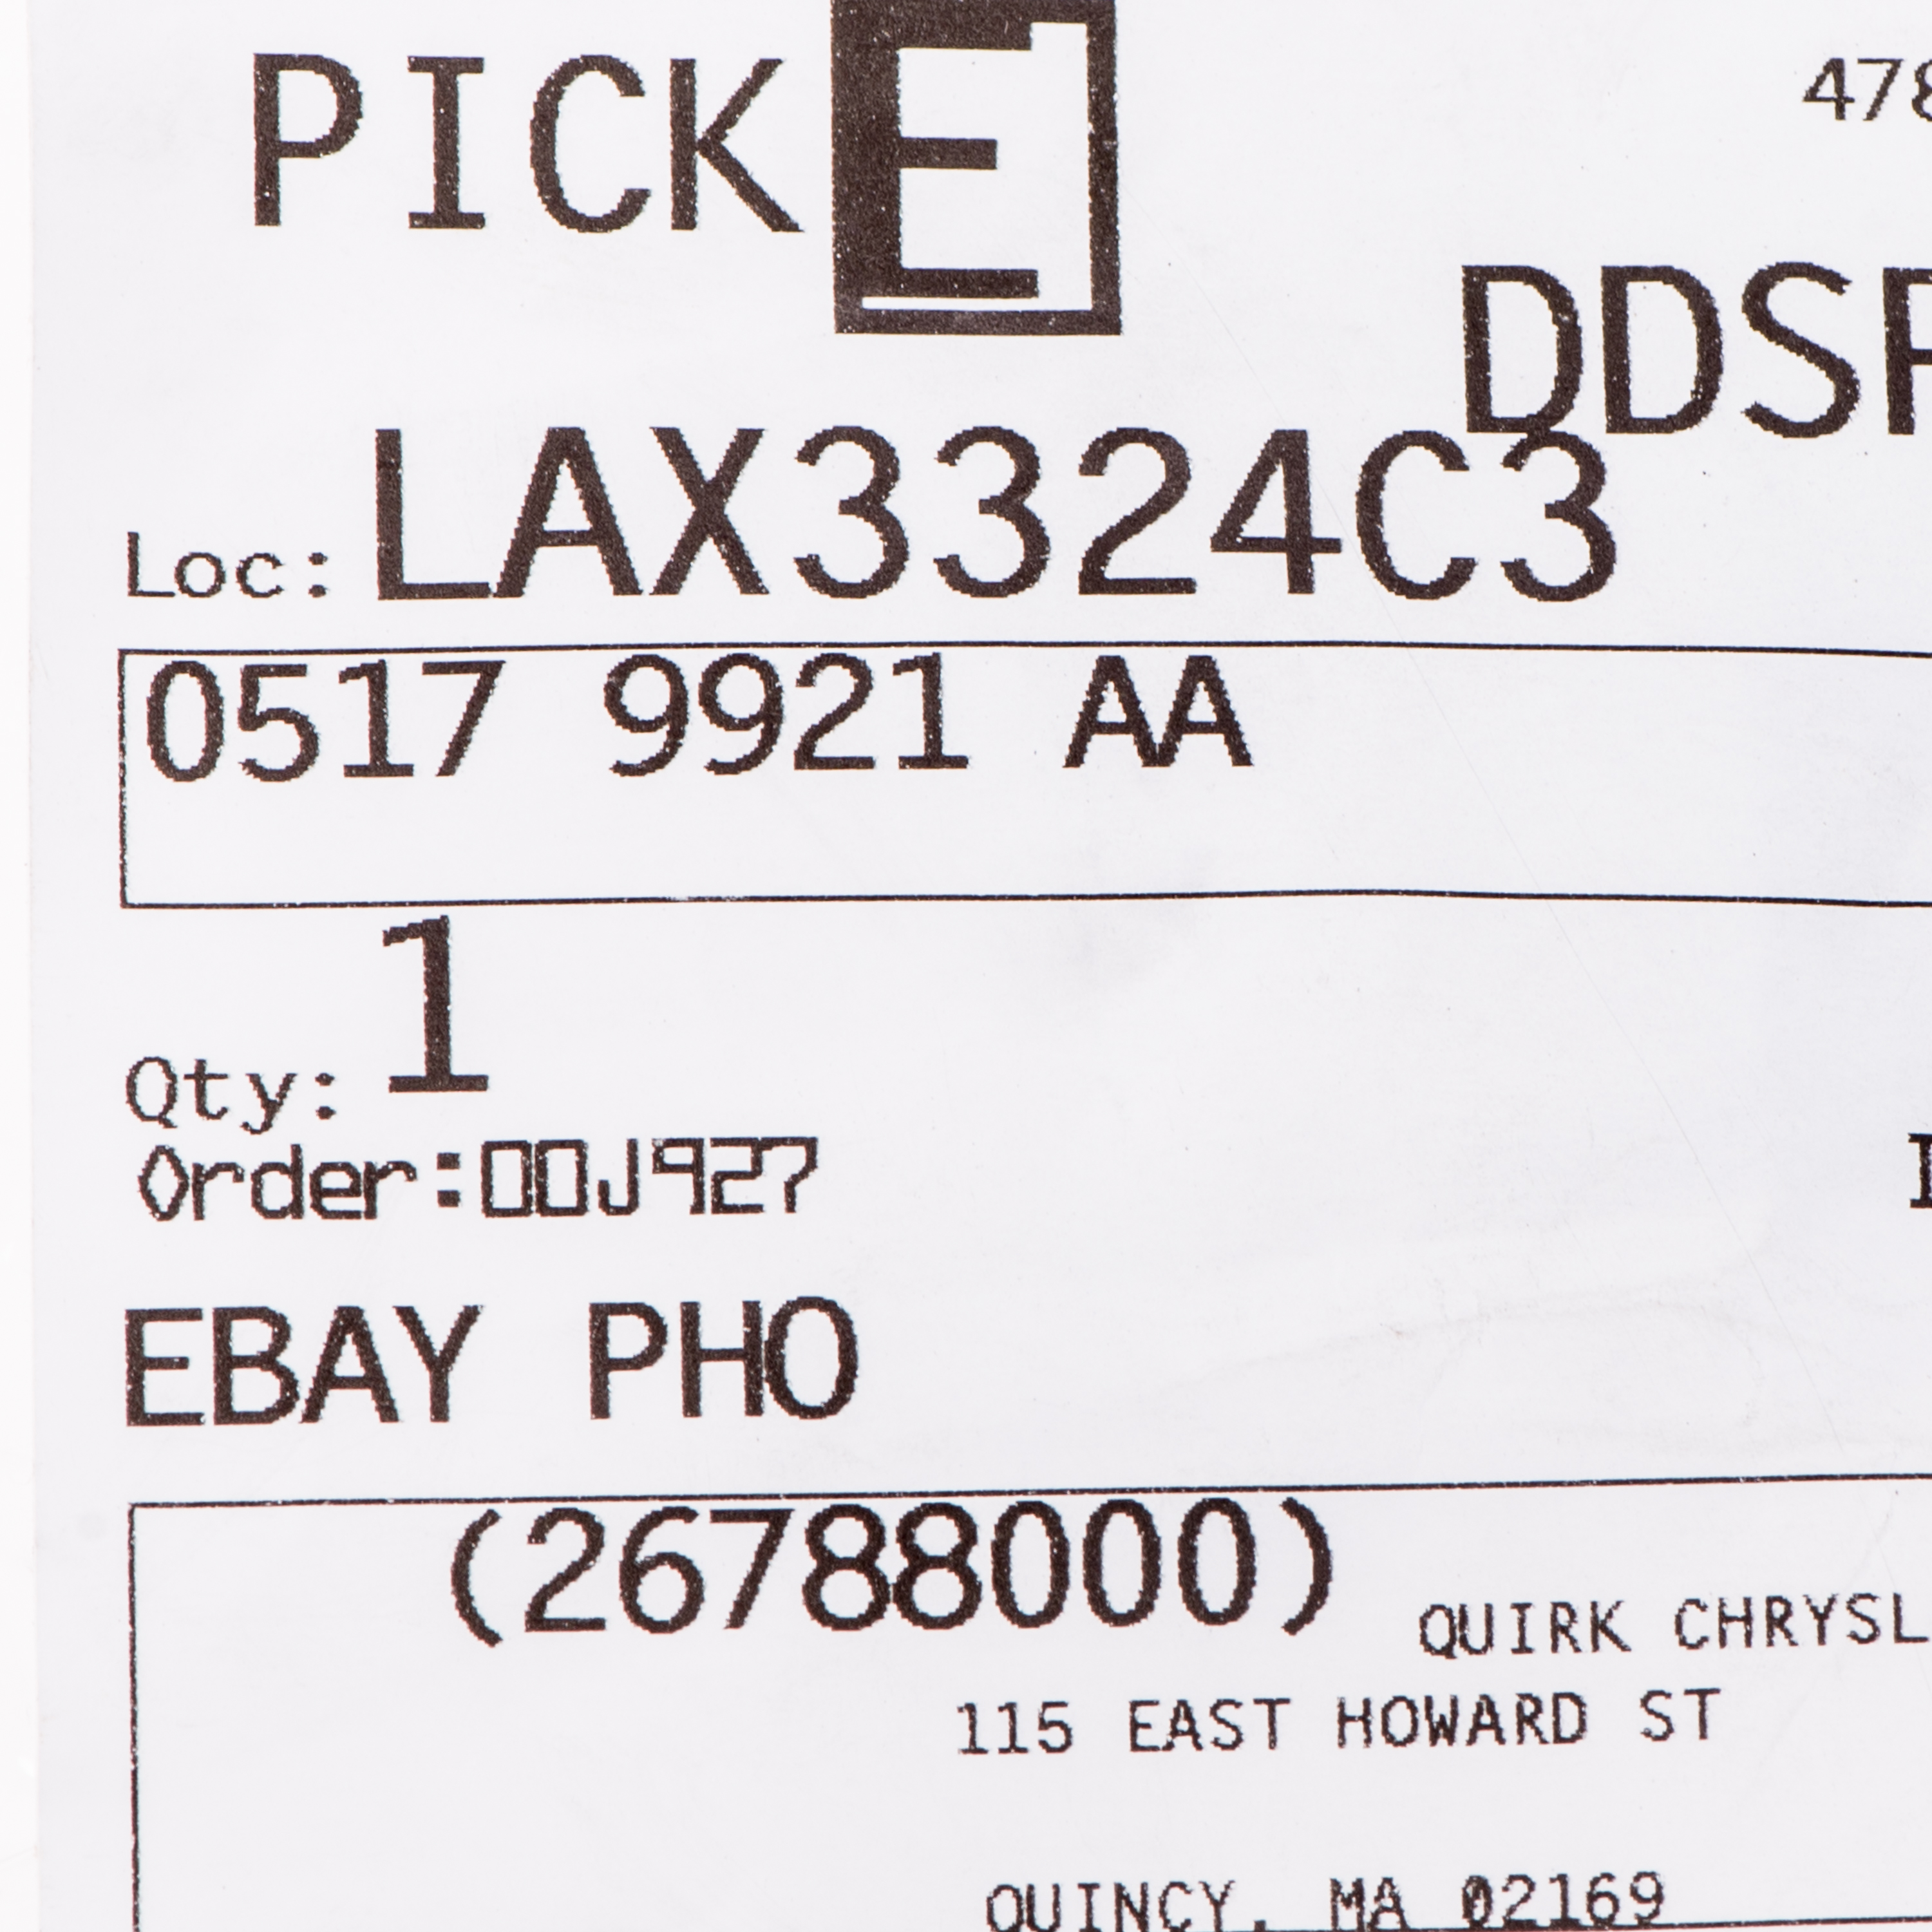 PICK E 478
DDSP
Loc: LAX3324C3
0517 9921 AA
Qty: 1
Order:00J927
EBAY PHO
(26788000) QUIRK CHRYSL
115 EAST HOWARD ST
QUINCY, MA 02169